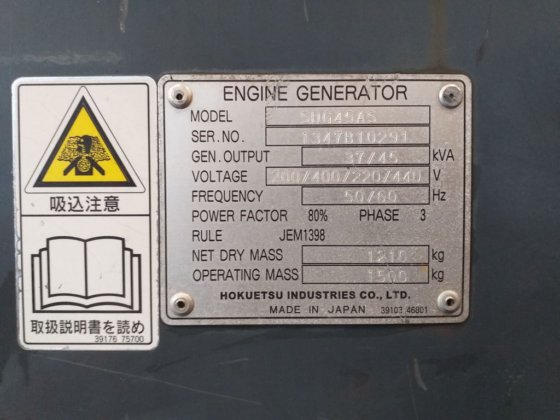 吸込注意
取扱説明書を読め
39176 75700
ENGINE GENERATOR
MODEL SDG45AS
SER.NO. 1347B10291
GEN.OUTPUT 37/45 kVA
VOLTAGE 200/400/220/440 V
FREQUENCY 50/60 Hz
POWER FACTOR 80% PHASE 3
RULE JEM1398
NET DRY MASS 1210 kg
OPERATING MASS 1500 kg
HOKUETSU INDUSTRIES CO., LTD.
MADE IN JAPAN 39103 46801